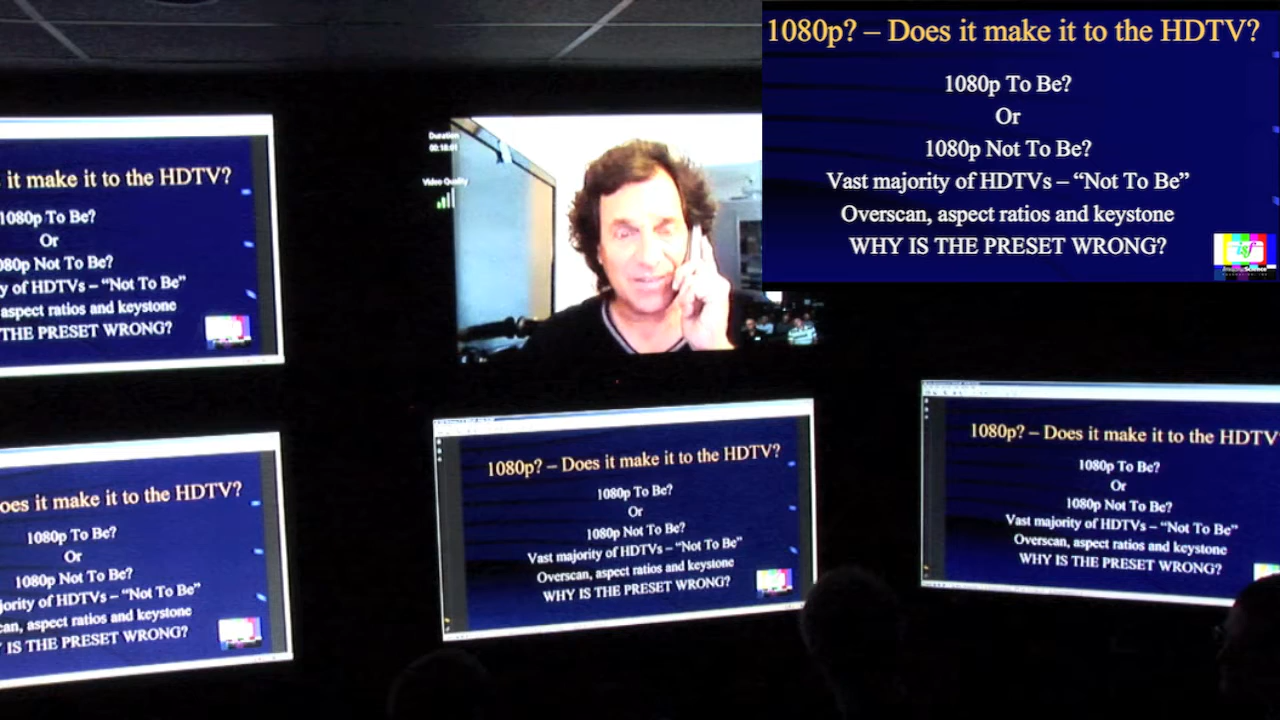 1080p? – Does it make it to the HDTV?
1080p To Be?
Or
1080p Not To Be?
Vast majority of HDTVs – “Not To Be”
Overscan, aspect ratios and keystone
WHY IS THE PRESET WRONG?
isf
Duration
Video Quality
it make it to the HDTV?
1080p To Be?
Or
080p Not To Be?
y of HDTVs – “Not To Be”
aspect ratios and keystone
THE PRESET WRONG?
oes it make it to the HDTV?
1080p To Be?
Or
1080p Not To Be?
jority of HDTVs – “Not To Be”
can, aspect ratios and keystone
IS THE PRESET WRONG?
1080p? – Does it make it to the HDTV?
1080p To Be?
Or
1080p Not To Be?
Vast majority of HDTVs – “Not To Be”
Overscan, aspect ratios and keystone
WHY IS THE PRESET WRONG?
1080p? – Does it make it to the HDTV
1080p To Be?
Or
1080p Not To Be?
Vast majority of HDTVs – “Not To Be”
Overscan, aspect ratios and keystone
WHY IS THE PRESET WRONG?